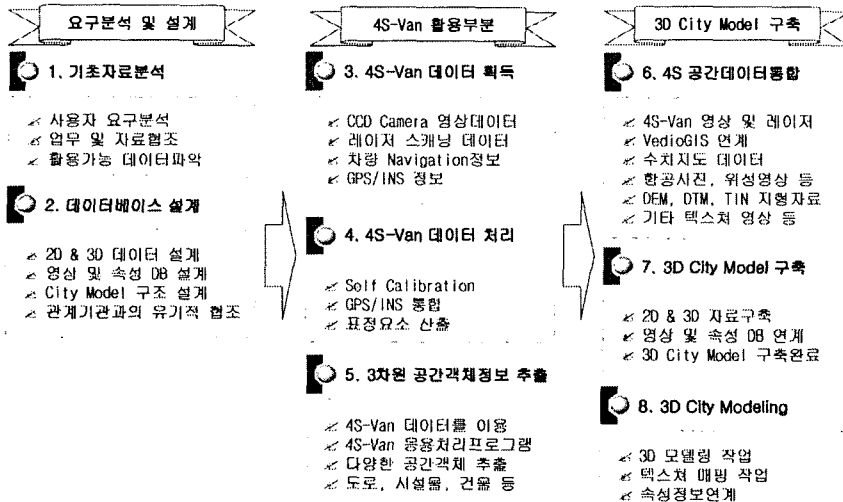 요구분석 및 설계
1. 기초자료분석
사용자 요구분석
업무 및 자료협조
활용가능 데이터파악
2. 데이터베이스 설계
2D & 3D 데이터 설계
영상 및 속성 DB 설계
City Model 구조 설계
관계기관과의 유기적 협조
4S-Van 활용부분
3. 4S-Van 데이터 획득
CCD Camera 영상데이터
레이저 스캐닝 데이터
차량 Navigation정보
GPS/INS 정보
4. 4S-Van 데이터 처리
Self Calibration
GPS/INS 통합
표정요소 산출
5. 3차원 공간객체정보 추출
4S-Van 데이터를 이용
4S-Van 응용처리프로그램
다양한 공간객체 추출
도로, 시설물, 건물 등
3D City Model 구축
6. 4S 공간데이터통합
4S-Van 영상 및 레이저
VedioGIS 연계
수치지도 데이터
항공사진, 위성영상 등
DEM, DTM, TIN 지형자료
기타 텍스쳐 영상 등
7. 3D City Model 구축
2D & 3D 자료구축
영상 및 속성 DB 연계
3D City Model 구축완료
8. 3D City Modeling
3D 모델링 작업
텍스쳐 매핑 작업
속성정보연계